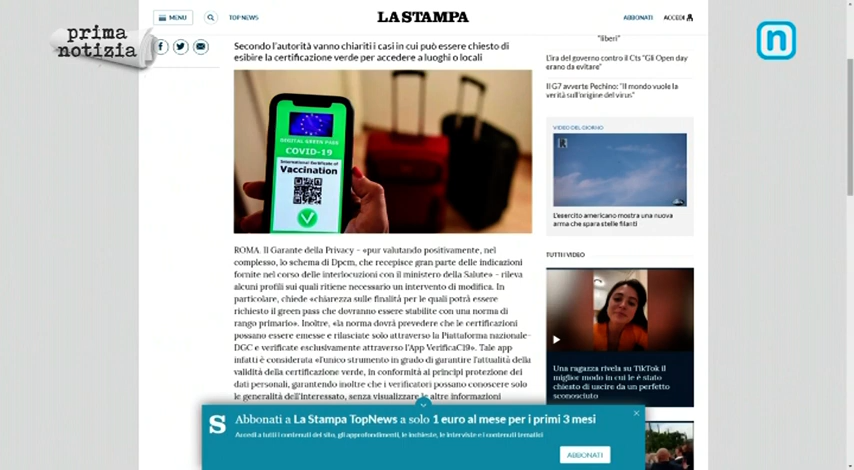 prima
notizia
MENU
TOP NEWS
LA STAMPA
ABBONATI
ACCEDI
n
f
Secondo l'autorità vanno chiariti i casi in cui può essere chiesto di
esibire la certificazione verde per accedere a luoghi o locali
DIGITAL GREEN PASS
COVID-19
International Certificate of
Vaccination
ROMA. Il Garante della Privacy - «pur valutando positivamente, nel
complesso, lo schema di Dpcm, che recepisce gran parte delle indicazioni
fornite nel corso delle interlocuzioni con il ministero della Salute» - rileva
alcuni profili sui quali ritiene necessario un intervento di modifica. In
particolare, chiede «chiarezza sulle finalità per le quali potrà essere
richiesto il green pass che dovranno essere stabilite con una norma di
rango primario». Inoltre, «la norma dovrà prevedere che le certificazioni
possano essere emesse e rilasciate solo attraverso la Piattaforma nazionale-
DGC e verificate esclusivamente attraverso l'App VerificaC19». Tale app
infatti è considerata «l'unico strumento in grado di garantire l'attualità della
validità della certificazione verde, in conformità ai principi protezione dei
dati personali, garantendo inoltre che i verificatori possano conoscere solo
le generalità dell'interessato, senza visualizzare le altre informazioni
"liberi"
L'ira del governo contro il Cts "Gli Open day
erano da evitare"
Il G7 avverte Pechino: "Il mondo vuole la
verità sull'origine del virus"
VIDEO DEL GIORNO
L'esercito americano mostra una nuova
arma che spara stelle filanti
TUTTI I VIDEO
Una ragazza rivela su TikTok il
miglior modo in cui le è stato
chiesto di uscire da un perfetto
sconosciuto
S
Abbonati a La Stampa TopNews a solo 1 euro al mese per i primi 3 mesi
Accedi a tutti i contenuti del sito, gli approfondimenti, le inchieste, le interviste e i contenuti tematici
ABBONATI